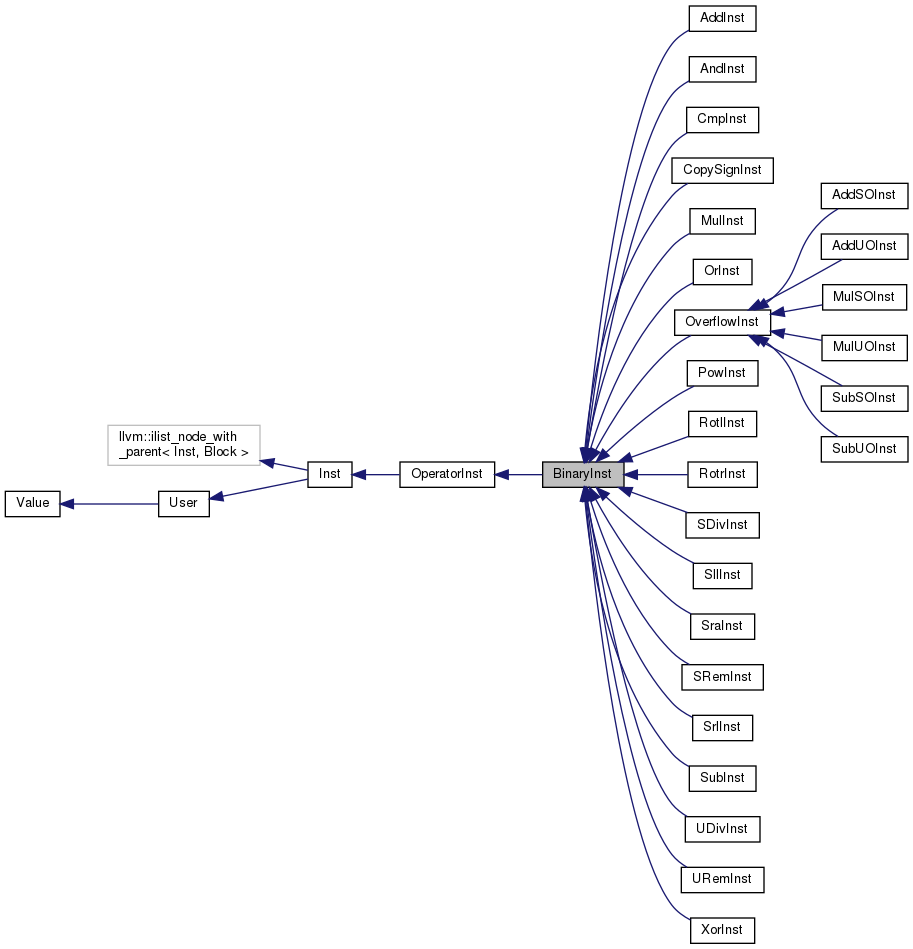 AddInst
AndInst
CmpInst
CopySignInst
MulInst
OrInst
OverflowInst
PowInst
RotlInst
RotrInst
SDivInst
SllInst
SraInst
SRemInst
SrlInst
SubInst
UDivInst
URemInst
XorInst
AddSOInst
AddUOInst
MulSOInst
MulUOInst
SubSOInst
SubUOInst
llvm::ilist_node_with
_parent< Inst, Block >
Value
User
Inst
OperatorInst
BinaryInst